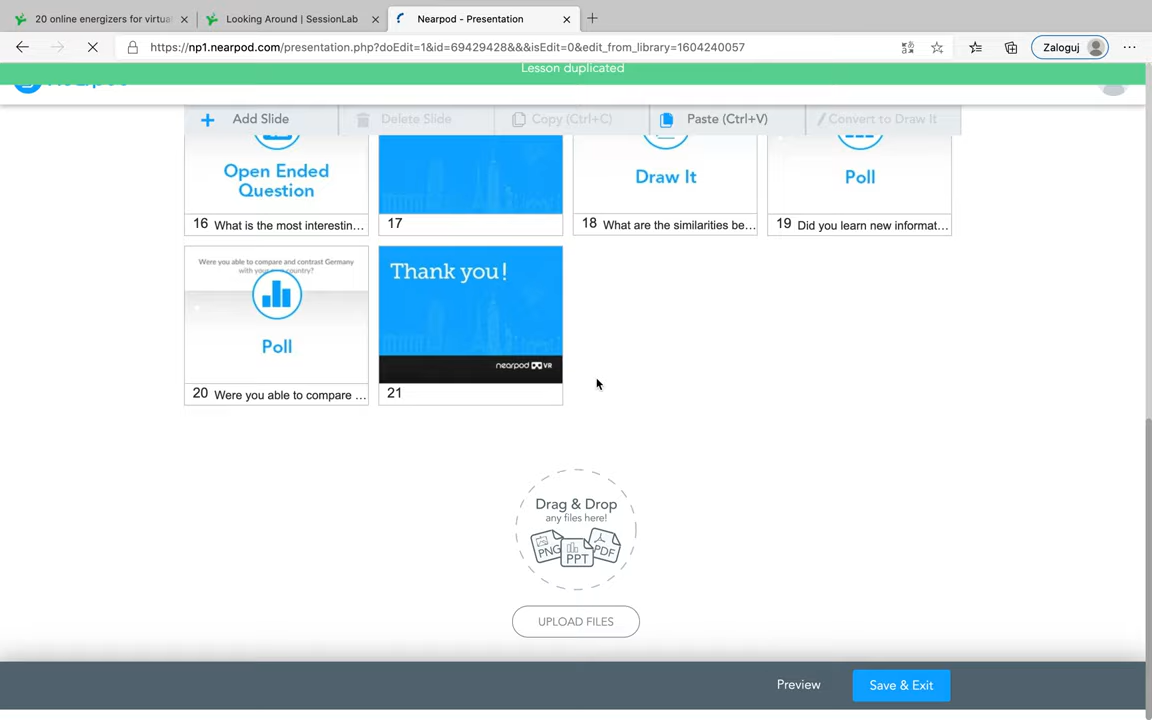 20 online energizers for virtua
Looking Around | SessionLab
Nearpod - Presentation
https://np1.nearpod.com/presentation.php?doEdit=1&id=69429428&&&isEdit=0&edit_from_library=1604240057
Zaloguj
Lesson duplicated
Add Slide
Delete Slide
Copy (Ctrl+C)
Paste (Ctrl+V)
Convert to Draw It
Open Ended
Question
Draw It
Poll
16 What is the most interestin...
17
18 What are the similarities be...
19 Did you learn new informat...
Were you able to compare and contrast Germany
Poll
20 Were you able to compare ...
Thank you!
nearpod VR
21
Drag & Drop
any files here!
PNG
PPT
PDF
UPLOAD FILES
Preview
Save & Exit